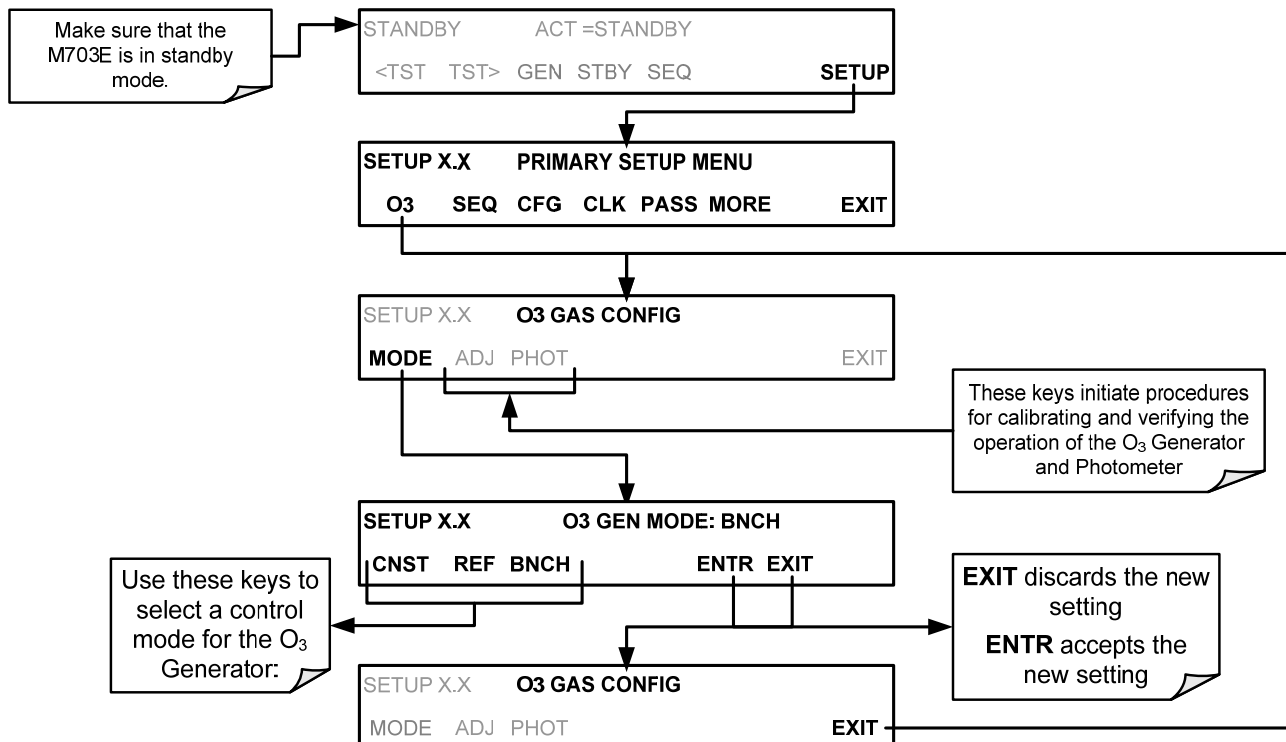 Make sure that the
M703E is in standby
mode.
STANDBY ACT =STANDBY
<TST TST> GEN STBY SEQ SETUP
SETUP X.X PRIMARY SETUP MENU
O3 SEQ CFG CLK PASS MORE EXIT
SETUP X.X O3 GAS CONFIG
MODE ADJ PHOT EXIT
These keys initiate procedures
for calibrating and verifying the
operation of the O₃ Generator
and Photometer
SETUP X.X O3 GEN MODE: BNCH
CNST REF BNCH ENTR EXIT
Use these keys to
select a control
mode for the O₃
Generator:
EXIT discards the new
setting
ENTR accepts the
new setting
SETUP X.X O3 GAS CONFIG
MODE ADJ PHOT EXIT